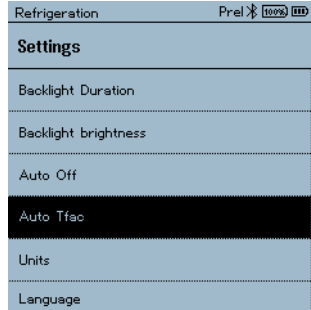 Refrigeration Prel 100%
Settings
Backlight Duration
Backlight brightness
Auto Off
Auto Tfac
Units
Language